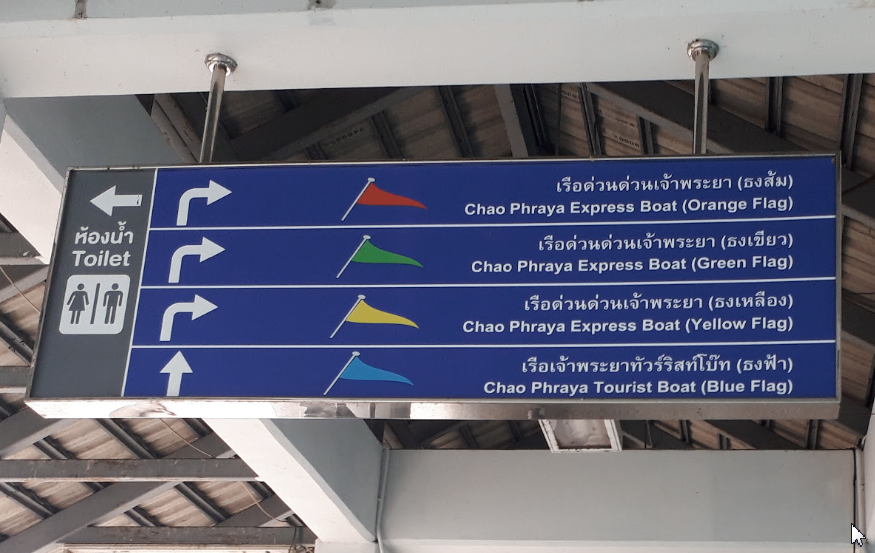 ห้องน้ำ
Toilet
เรือด่วนด่วนเจ้าพระยา (ธงส้ม)
Chao Phraya Express Boat (Orange Flag)
เรือด่วนด่วนเจ้าพระยา (ธงเขียว)
Chao Phraya Express Boat (Green Flag)
เรือด่วนด่วนเจ้าพระยา (ธงเหลือง)
Chao Phraya Express Boat (Yellow Flag)
เรือเจ้าพระยาทัวร์ริสท์โบ๊ท (ธงฟ้า)
Chao Phraya Tourist Boat (Blue Flag)